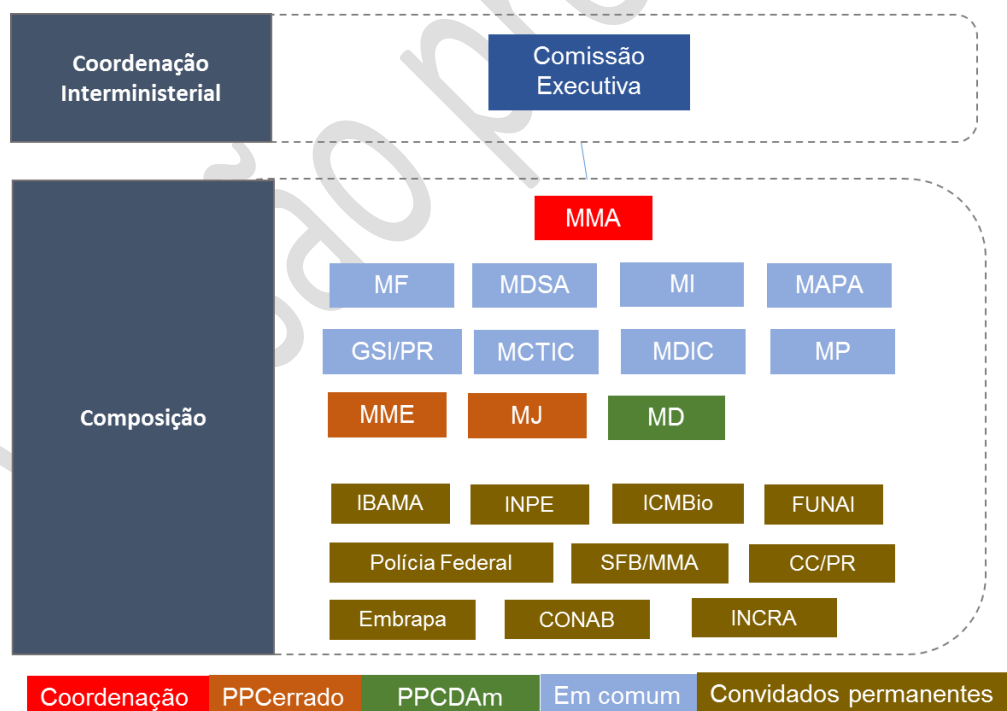 Coordenação
Interministerial
Comissão
Executiva
Composição
MMA
MF MDSA MI MAPA
GSI/PR MCTIC MDIC MP
MME MJ MD
IBAMA INPE ICMBio FUNAI
Polícia Federal SFB/MMA CC/PR
Embrapa CONAB INCRA
Coordenação PPCerrado PPCDAm Em comum Convidados permanentes